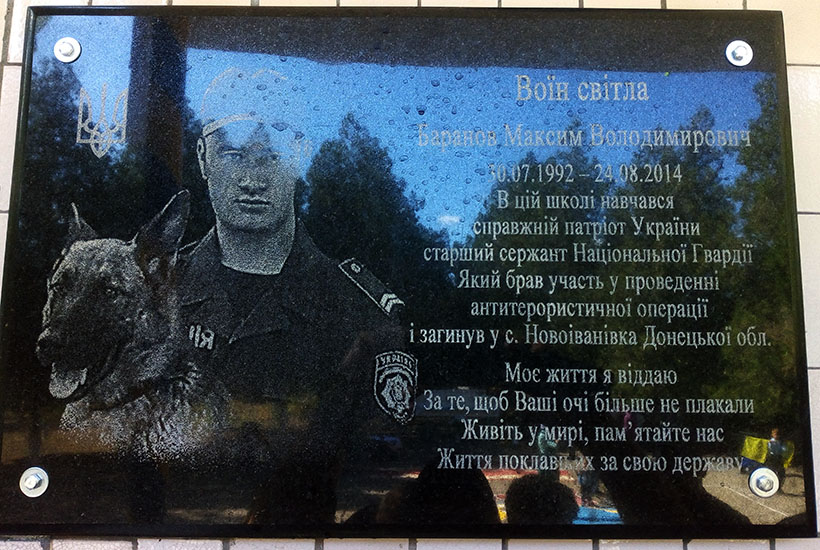 Воїн світла
Баранов Максим Володимирович
30.07.1992 – 24.08.2014
В цій школі навчався
справжній патріот України
старший сержант Національної Гвардії
Який брав участь у проведенні
антитерористичної операції
і загинув у с. Новоіванівка Донецької обл.
Моє життя я віддаю
За те, щоб Ваші очі більше не плакали
Живіть у мирі, пам'ятайте нас
Життя поклавших за свою державу
УКРАЇНА